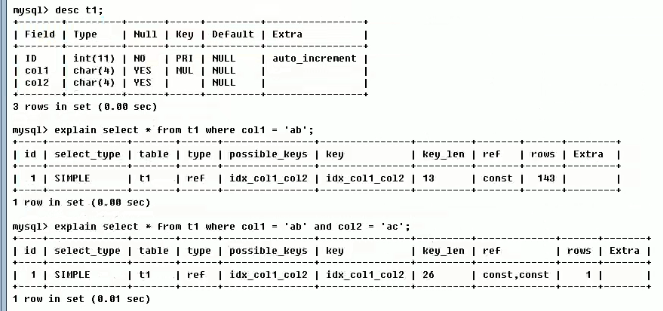 mysql> desc t1;
+-------+---------+------+-----+---------+----------------+
| Field | Type    | Null | Key | Default | Extra          |
+-------+---------+------+-----+---------+----------------+
| ID    | int(11) | NO   | PRI | NULL    | auto_increment |
| col1  | char(4) | YES  | MUL | NULL    |                |
| col2  | char(4) | YES  |     | NULL    |                |
+-------+---------+------+-----+---------+----------------+
3 rows in set (0.00 sec)
mysql> explain select * from t1 where col1 = 'ab';
+----+-------------+-------+------+---------------+---------------+---------+-------+------+-------+
| id | select_type | table | type | possible_keys | key           | key_len | ref   | rows | Extra |
+----+-------------+-------+------+---------------+---------------+---------+-------+------+-------+
|  1 | SIMPLE      | t1    | ref  | idx_col1_col2 | idx_col1_col2 | 13      | const |  143 |       |
+----+-------------+-------+------+---------------+---------------+---------+-------+------+-------+
1 row in set (0.00 sec)
mysql> explain select * from t1 where col1 = 'ab' and col2 = 'ac';
+----+-------------+-------+------+---------------+---------------+---------+-------------+------+-------+
| id | select_type | table | type | possible_keys | key           | key_len | ref         | rows | Extra |
+----+-------------+-------+------+---------------+---------------+---------+-------------+------+-------+
|  1 | SIMPLE      | t1    | ref  | idx_col1_col2 | idx_col1_col2 | 26      | const,const |    1 |       |
+----+-------------+-------+------+---------------+---------------+---------+-------------+------+-------+
1 row in set (0.01 sec)